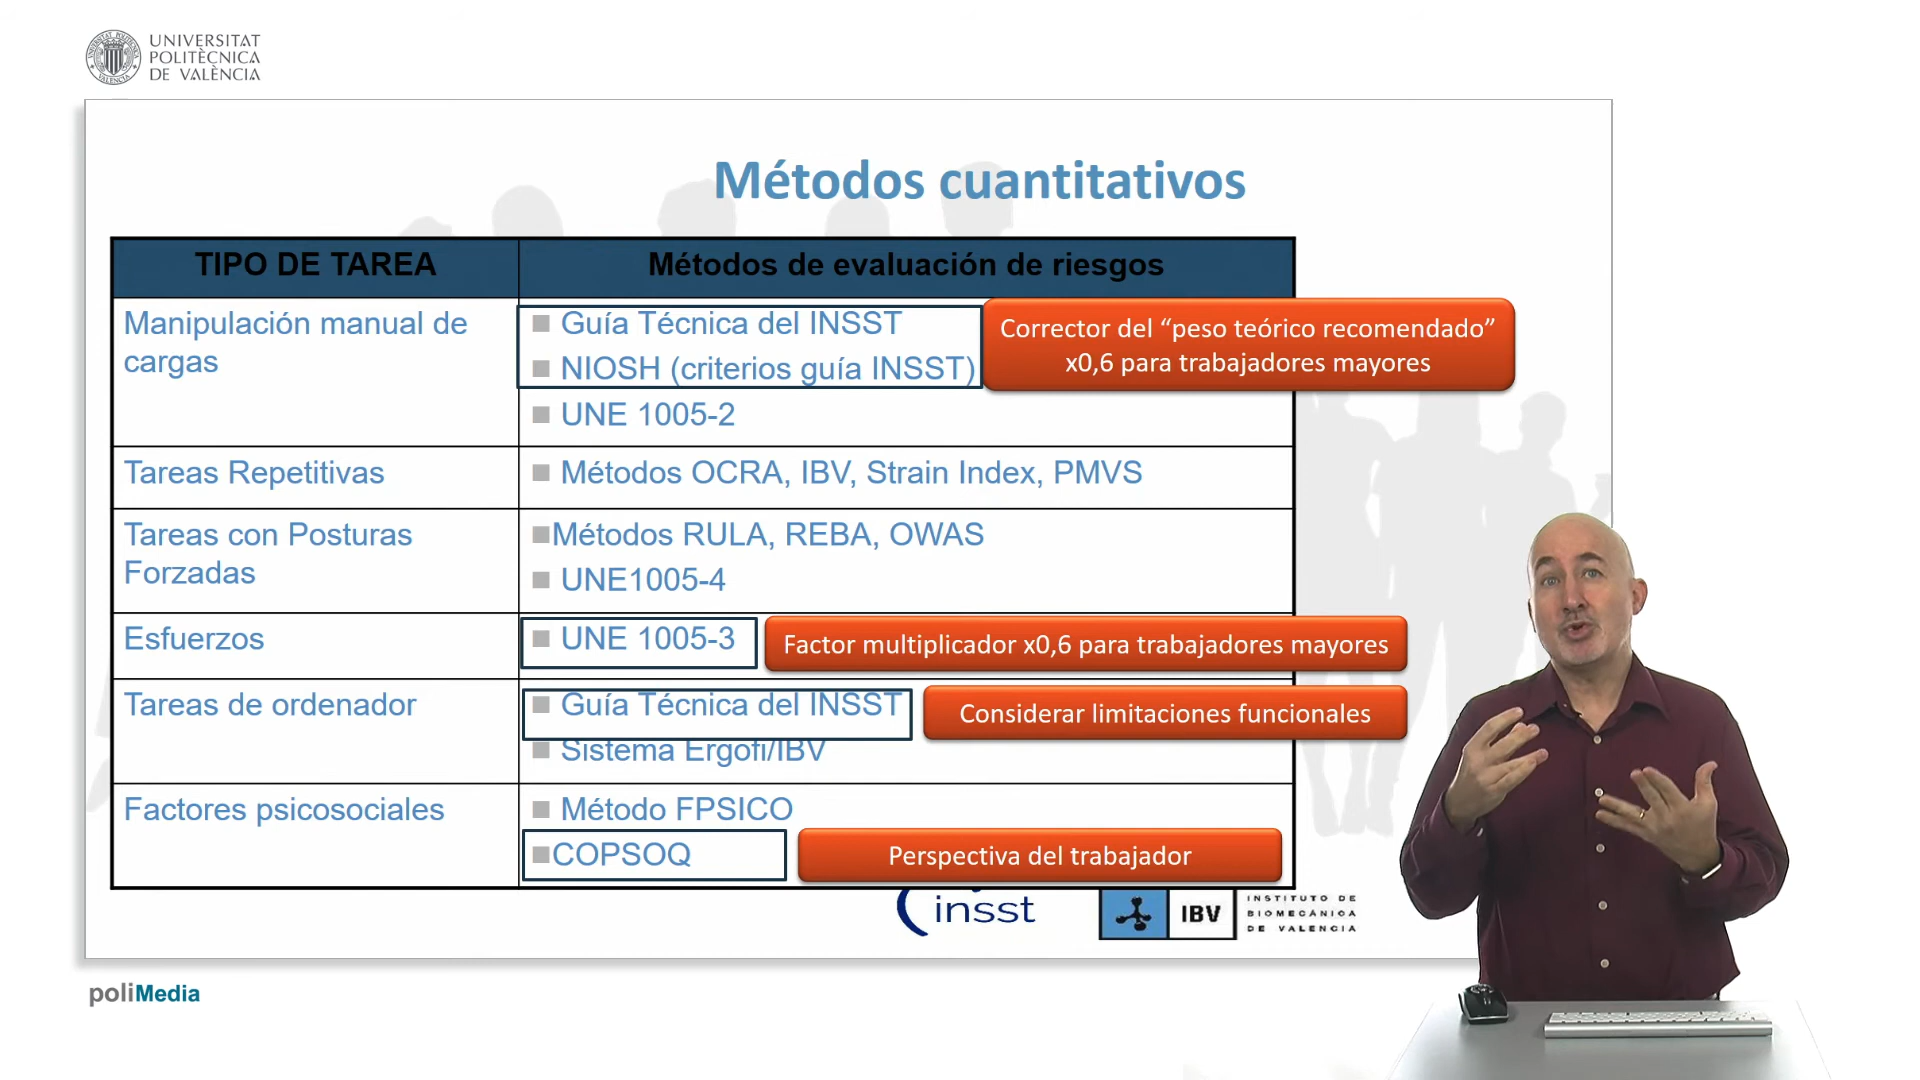 UNIVERSITAT
POLITÈCNICA
DE VALÈNCIA
Métodos cuantitativos
TIPO DE TAREA
Métodos de evaluación de riesgos
Manipulación manual de
cargas
Guía Técnica del INSST
NIOSH (criterios guía INSST)
UNE 1005-2
Corrector del “peso teórico recomendado”
x0,6 para trabajadores mayores
Tareas Repetitivas
Métodos OCRA, IBV, Strain Index, PMVS
Tareas con Posturas
Forzadas
Métodos RULA, REBA, OWAS
UNE1005-4
Esfuerzos
UNE 1005-3
Factor multiplicador x0,6 para trabajadores mayores
Tareas de ordenador
Guía Técnica del INSST
Sistema Ergofi/IBV
Considerar limitaciones funcionales
Factores psicosociales
Método FPSICO
COPSOQ
Perspectiva del trabajador
insst
IBV
INSTITUTO DE
BIOMECÁNICA
DE VALENCIA
poliMedia